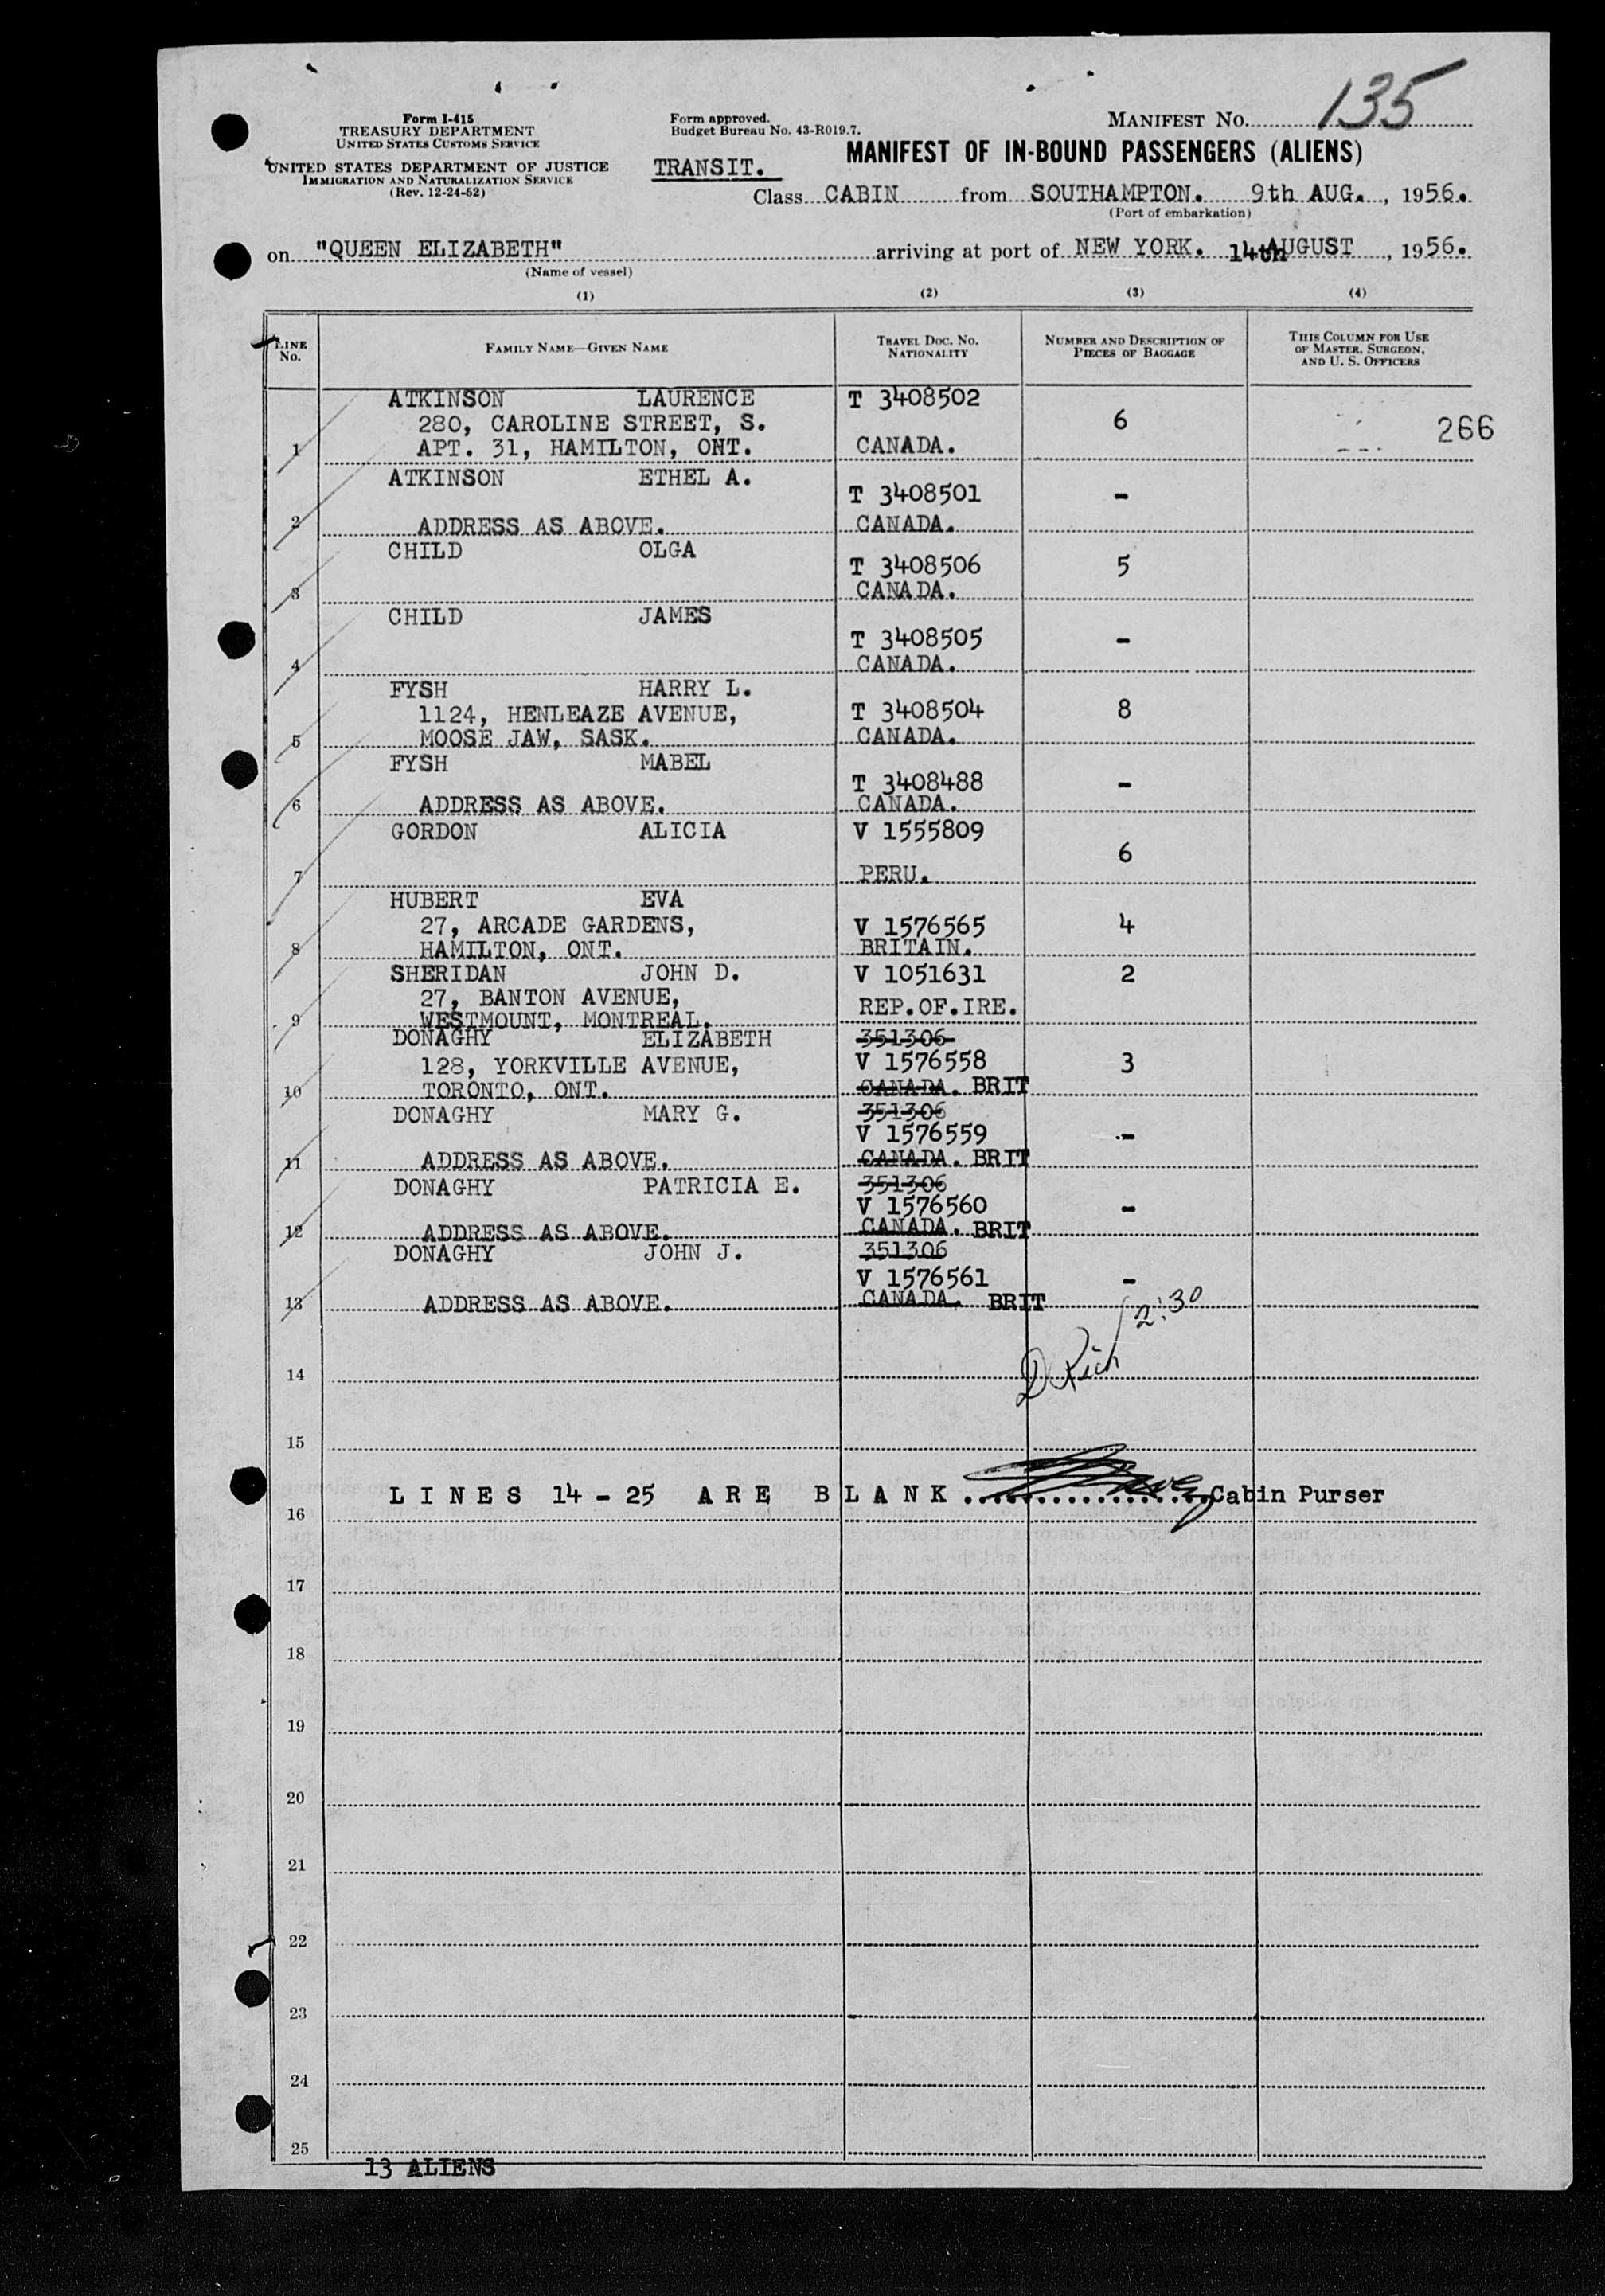 Form I-415
TREASURY DEPARTMENT
UNITED STATES CUSTOMS SERVICE
UNITED STATES DEPARTMENT OF JUSTICE
IMMIGRATION AND NATURALIZATION SERVICE
(Rev. 12-24-52)
Form approved.
Budget Bureau No. 43-R019.7.
MANIFEST NO. 135
MANIFEST OF IN-BOUND PASSENGERS (ALIENS)
TRANSIT.
Class CABIN from SOUTHAMPTON. 9th AUG., 1956.
(Port of embarkation)
on "QUEEN ELIZABETH" arriving at port of NEW YORK. 14th AUGUST, 1956.
(Name of vessel)
(1) (2) (3) (4)
LINE NO. FAMILY NAME—GIVEN NAME TRAVEL DOC. NO. NATIONALITY NUMBER AND DESCRIPTION OF PIECES OF BAGGAGE THIS COLUMN FOR USE OF MASTER, SURGEON, AND U. S. OFFICERS
ATKINSON LAURENCE T 3408502
280, CAROLINE STREET, S. 6 266
1 APT. 31, HAMILTON, ONT. CANADA.
ATKINSON ETHEL A.
T 3408501 -
2 ADDRESS AS ABOVE. CANADA.
CHILD OLGA
T 3408506 5
3 CANADA.
CHILD JAMES
T 3408505 -
4 CANADA.
FYSH HARRY L.
1124, HENLEAZE AVENUE, T 3408504 8
5 MOOSE JAW, SASK. CANADA.
FYSH MABEL
T 3408488 -
6 ADDRESS AS ABOVE. CANADA.
GORDON ALICIA V 1555809
6
7 PERU.
HUBERT EVA
27, ARCADE GARDENS, V 1576565 4
8 HAMILTON, ONT. BRITAIN.
SHERIDAN JOHN D. V 1051631 2
27, BANTON AVENUE, REP.OF.IRE.
9 WESTMOUNT, MONTREAL.
DONAGHY ELIZABETH 351306
128, YORKVILLE AVENUE, V 1576558 3
10 TORONTO, ONT. CANADA. BRIT
DONAGHY MARY G. 351306
V 1576559 -
11 ADDRESS AS ABOVE. CANADA. BRIT
DONAGHY PATRICIA E. 351306
V 1576560 -
12 ADDRESS AS ABOVE. CANADA. BRIT
DONAGHY JOHN J. 351306
V 1576561 -
13 ADDRESS AS ABOVE. CANADA. BRIT
2:30
D Rich
14
15
LINES 14 - 25 ARE BLANK Cabin Purser
16
17
18
19
20
21
22
23
24
25
13 ALIENS